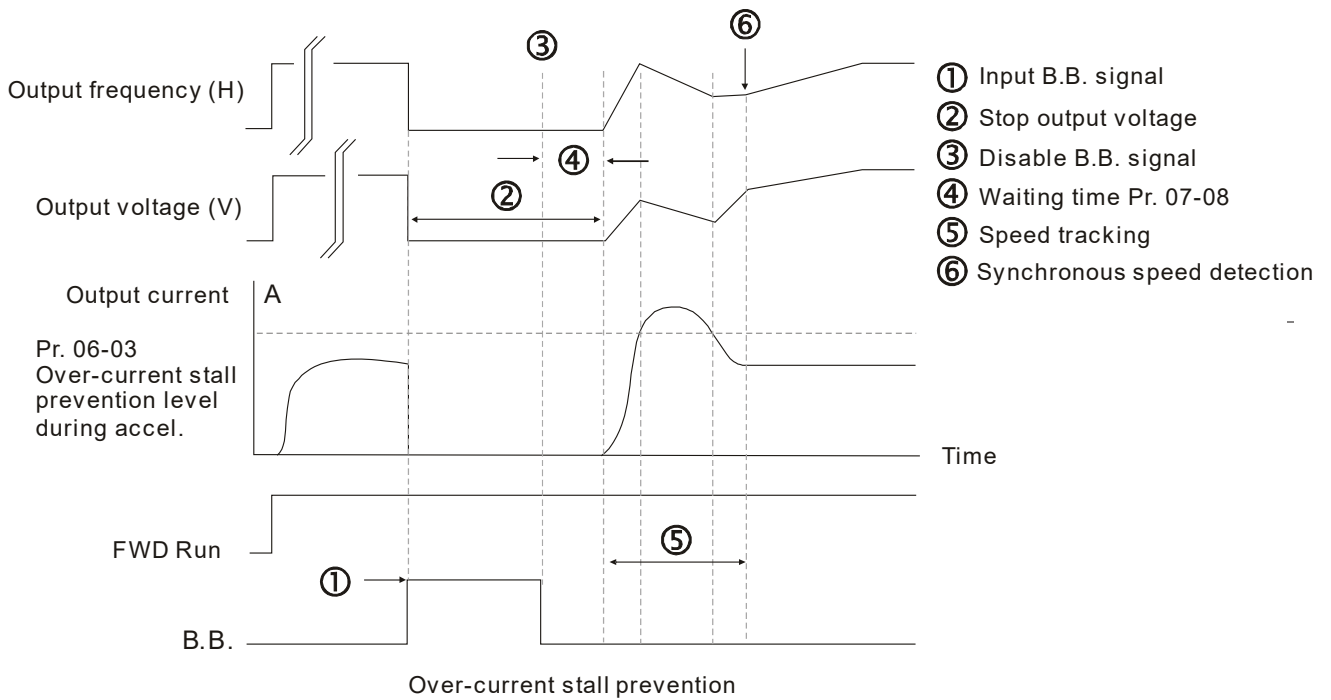 ⑥
③
Output frequency (H)
① Input B.B. signal
② Stop output voltage
③ Disable B.B. signal
④ Waiting time Pr. 07-08
⑤ Speed tracking
⑥ Synchronous speed detection
④
②
Output voltage (V)
Output current
A
Pr. 06-03
Over-current stall
prevention level
during accel.
Time
FWD Run
⑤
①
B.B.
Over-current stall prevention